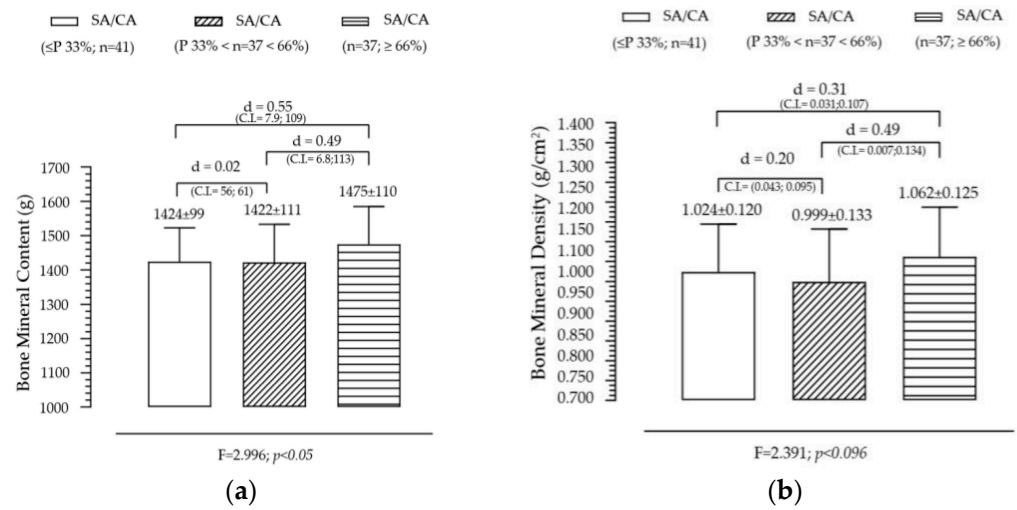 SA/CA
SA/CA
SA/CA
(≤P 33%; n=41)
(P 33% < n=37 < 66%)
(n=37; ≥ 66%)
d = 0.55
(C.I.= 7.9; 109)
d = 0.49
(C.I.= 6.8;113)
d = 0.02
(C.I.= 56; 61)
1424±99
1422±111
1475±110
Bone Mineral Content (g)
1700
1600
1500
1400
1300
1200
1100
1000
F=2.996; p<0.05
(a)
SA/CA
SA/CA
SA/CA
(≤P 33%; n=41)
(P 33% < n=37 < 66%)
(n=37; ≥ 66%)
d = 0.31
(C.I.= 0.031;0.107)
d = 0.49
(C.I.= 0.007;0.134)
d = 0.20
C.I.= (0.043; 0.095)
1.024±0.120
0.999±0.133
1.062±0.125
Bone Mineral Density (g/cm²)
1.400
1.350
1.300
1.250
1.200
1.150
1.100
1.000
0.950
0.900
0.850
0.800
0.750
0.700
F=2.391; p<0.096
(b)